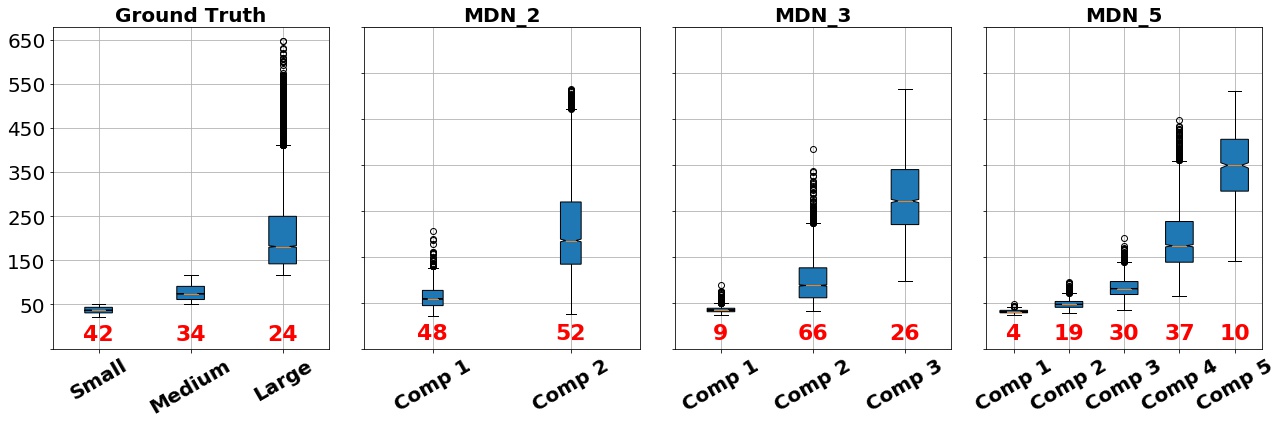 Ground Truth
MDN_2
MDN_3
MDN_5
650
550
450
350
250
150
50
42
34
24
48
52
9
66
26
4
19
30
37
10
Small
Medium
Large
Comp 1
Comp 2
Comp 1
Comp 2
Comp 3
Comp 1
Comp 2
Comp 3
Comp 4
Comp 5